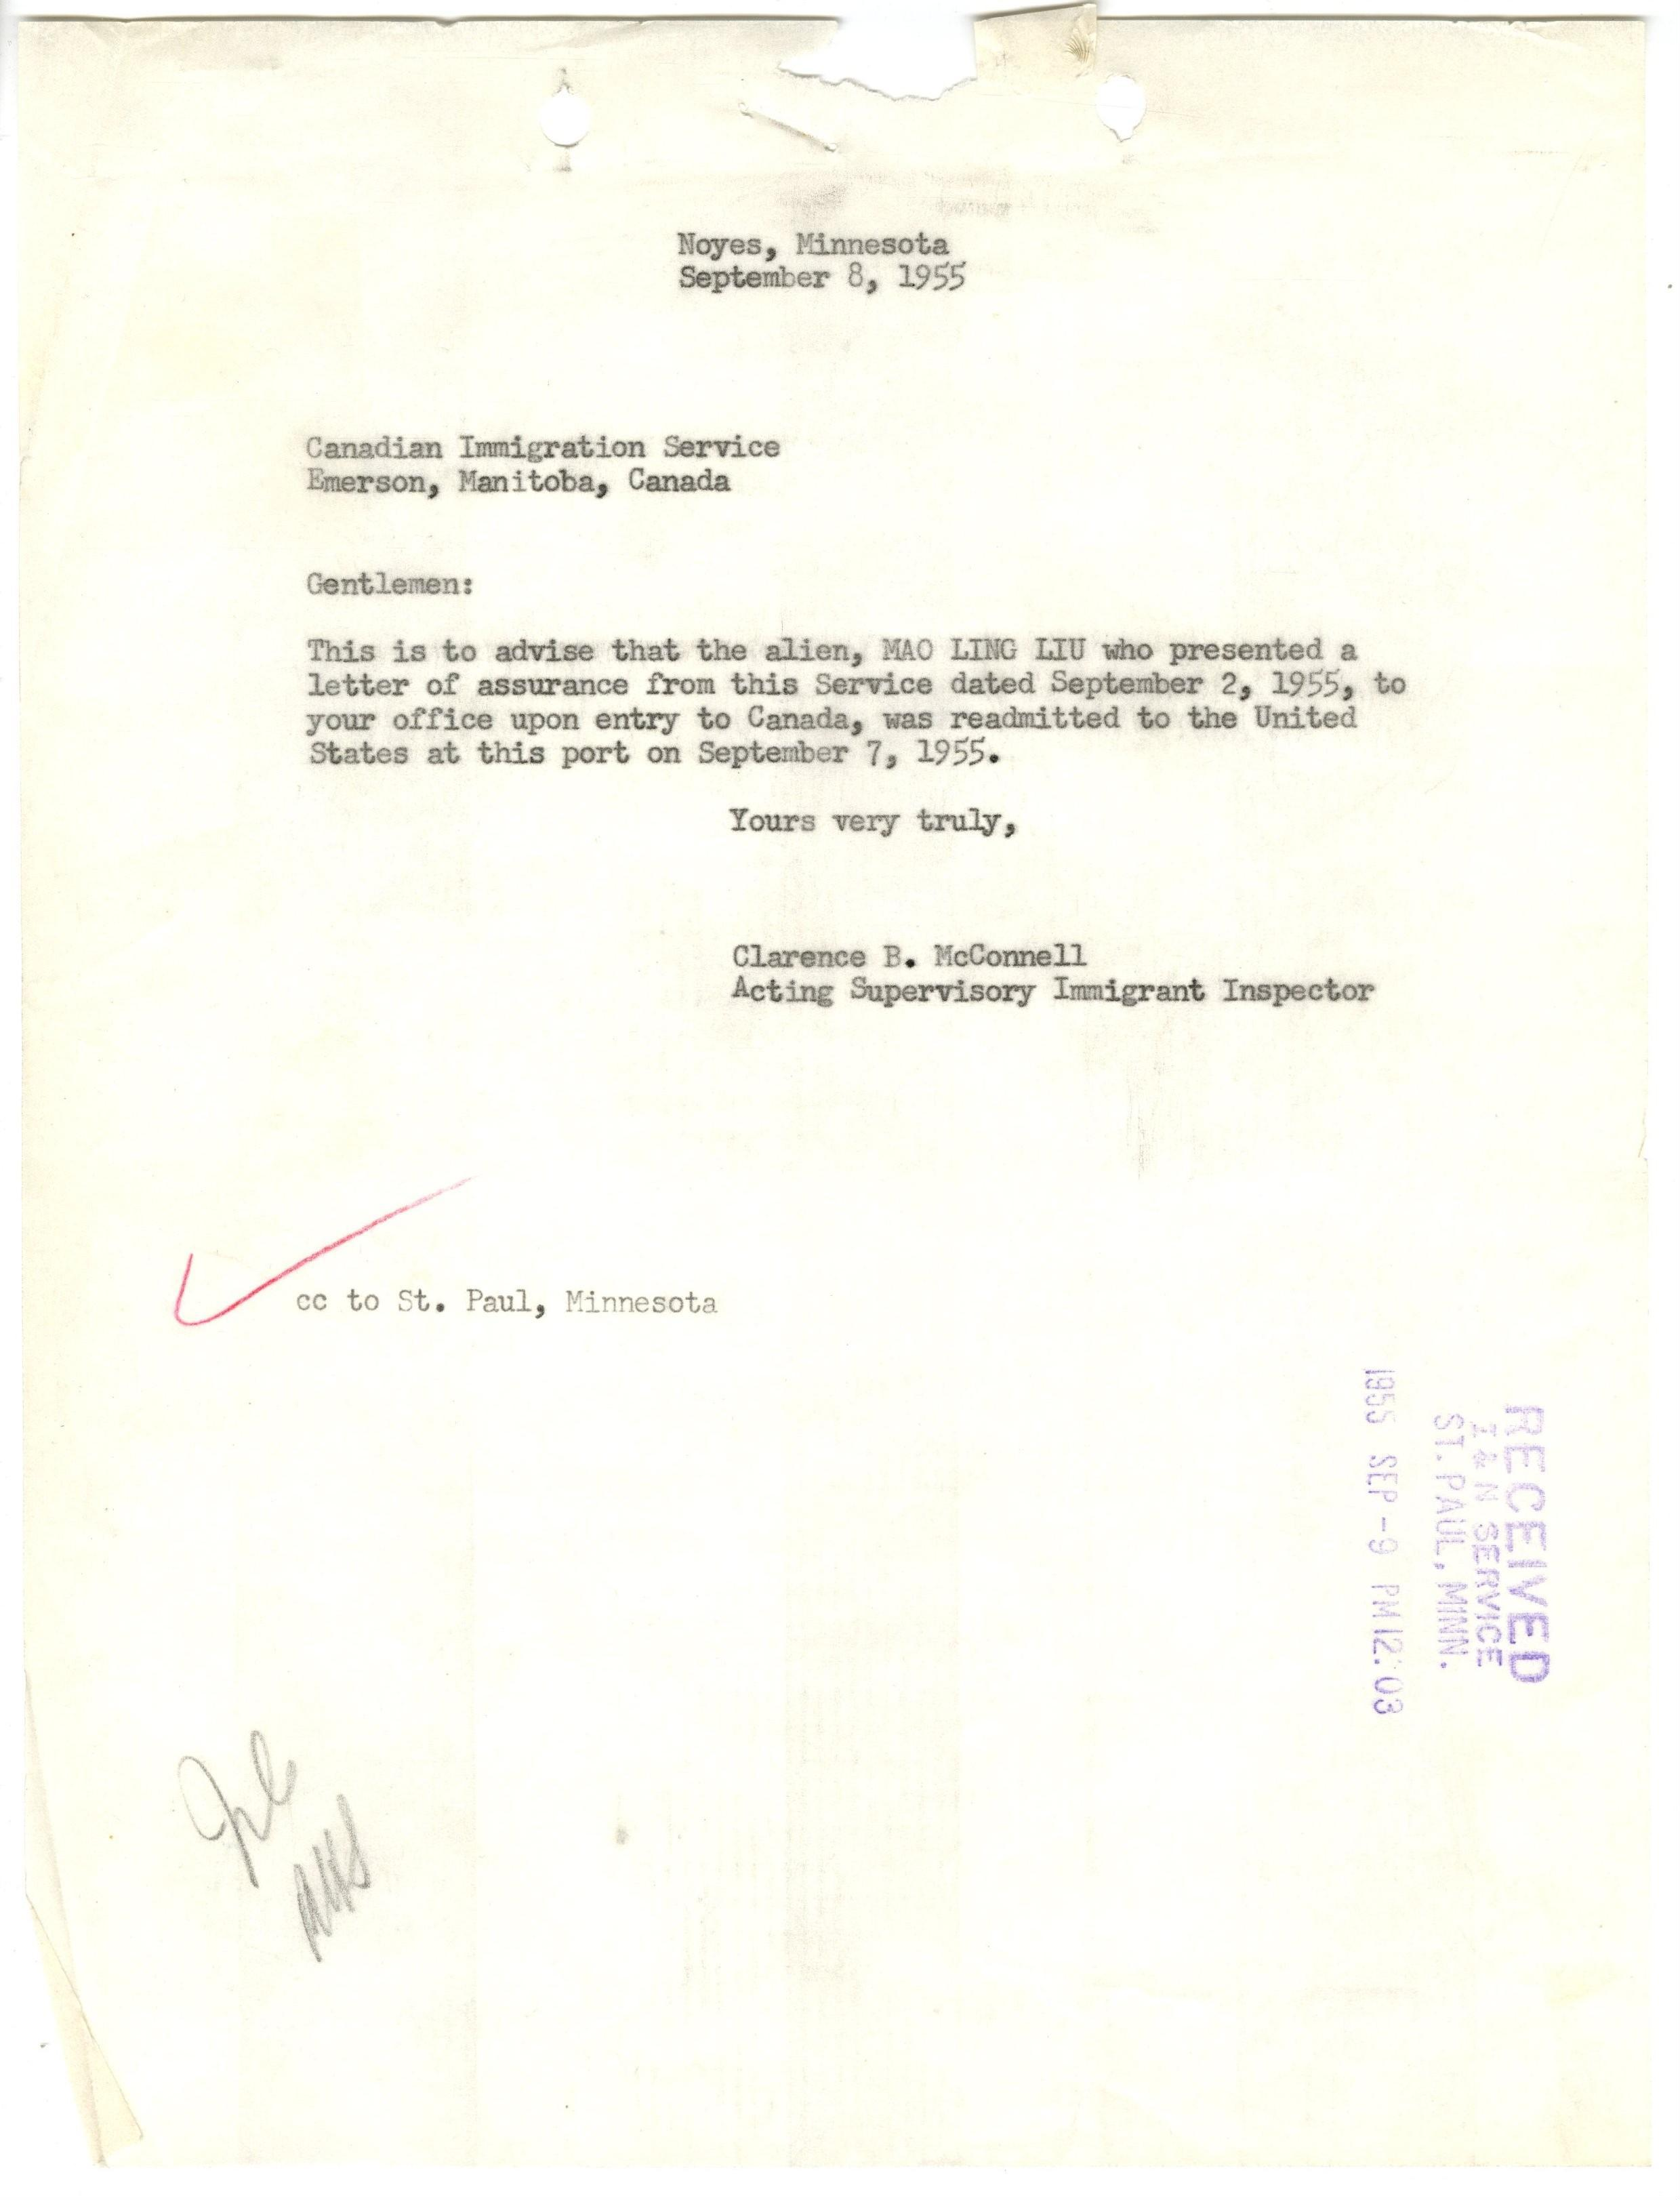 Noyes, Minnesota
September 8, 1955
Canadian Immigration Service
Emerson, Manitoba, Canada
Gentlemen:
This is to advise that the alien, MAO LING LIU who presented a
letter of assurance from this Service dated September 2, 1955, to
your office upon entry to Canada, was readmitted to the United
States at this port on September 7, 1955.
Yours very truly,
Clarence B. McConnell
Acting Supervisory Immigrant Inspector
cc to St. Paul, Minnesota
RECEIVED
I & N SERVICE
ST. PAUL, MINN.
1955 SEP -9 PM 12:03